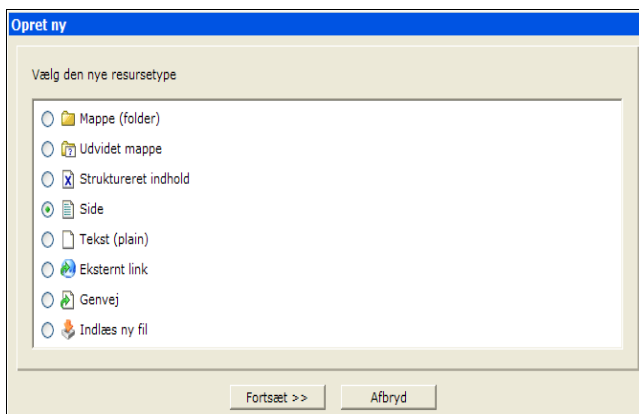 Opret ny
Vælg den nye resursetype
Mappe (folder)
Udvidet mappe
Struktureret indhold
Side
Tekst (plain)
Eksternt link
Genvej
Indlæs ny fil
Fortsæt >> Afbryd